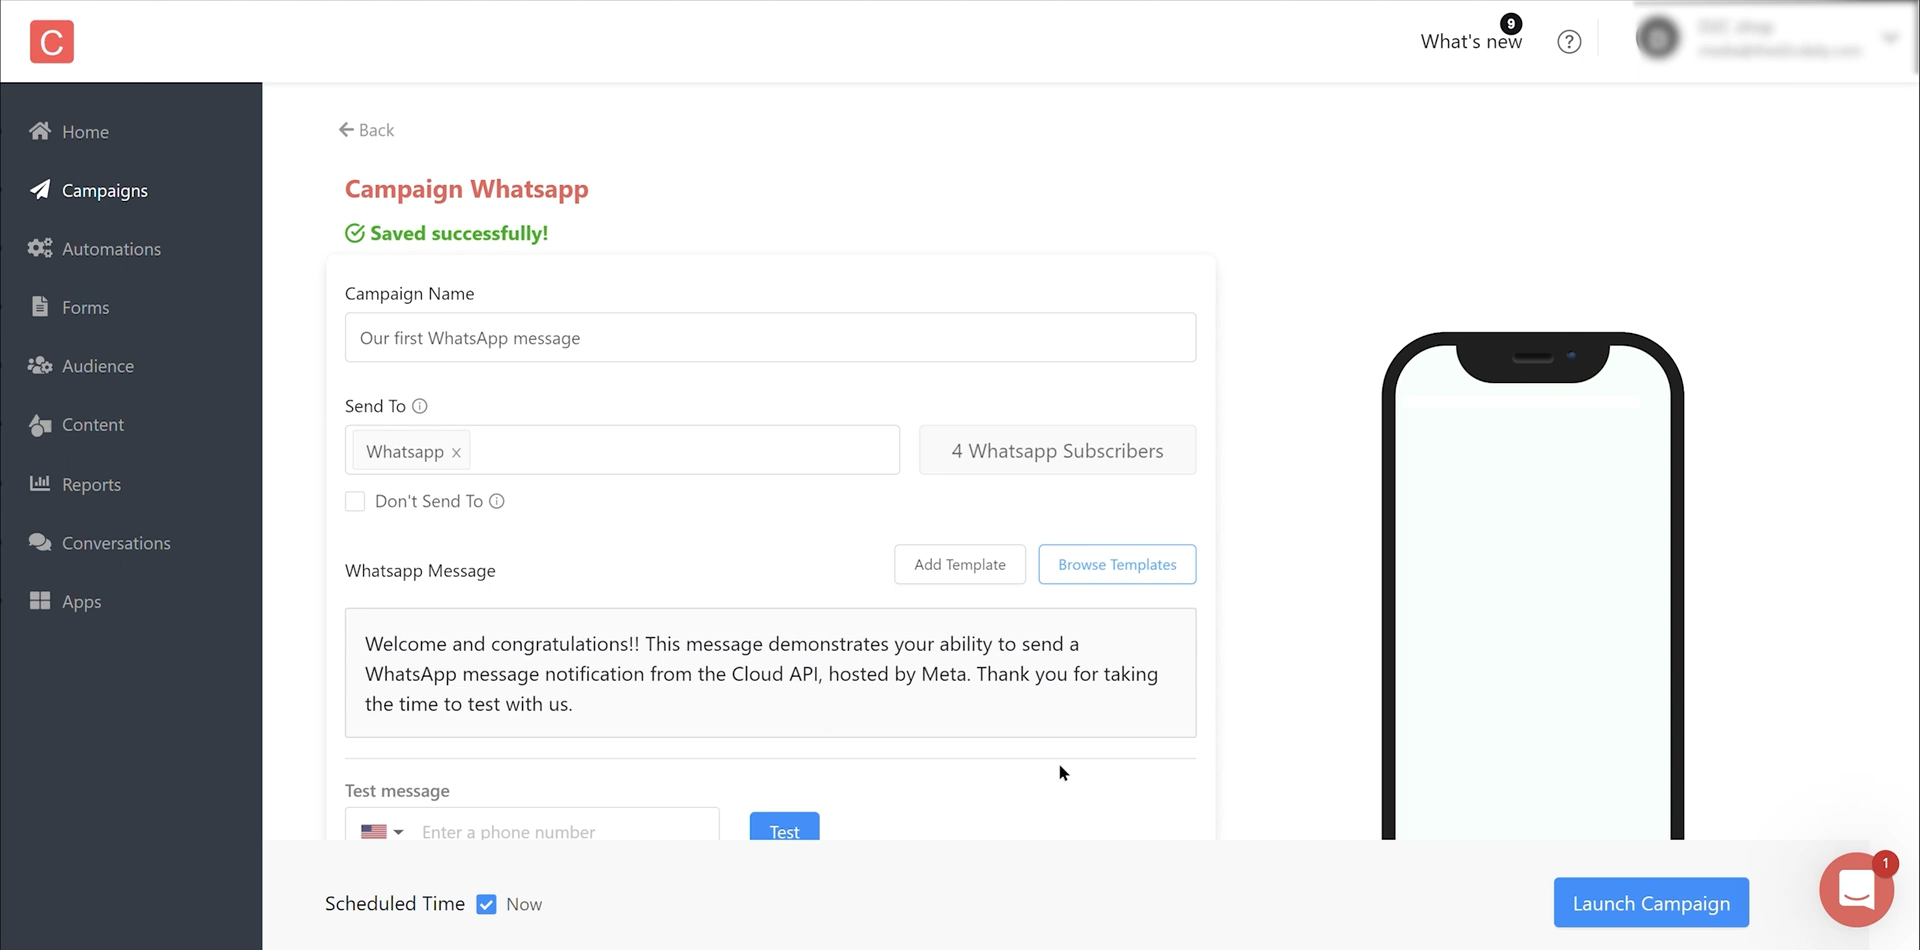 C
What's new
9
?
Home
Campaigns
Automations
Forms
Audience
Content
Reports
Conversations
Apps
Back
Campaign Whatsapp
Saved successfully!
Campaign Name
Our first WhatsApp message
Send To
Whatsapp x
4 Whatsapp Subscribers
Don't Send To
Whatsapp Message
Add Template
Browse Templates
Welcome and congratulations!! This message demonstrates your ability to send a
WhatsApp message notification from the Cloud API, hosted by Meta. Thank you for taking
the time to test with us.
Test message
Enter a phone number
Test
Scheduled Time
Now
Launch Campaign
1